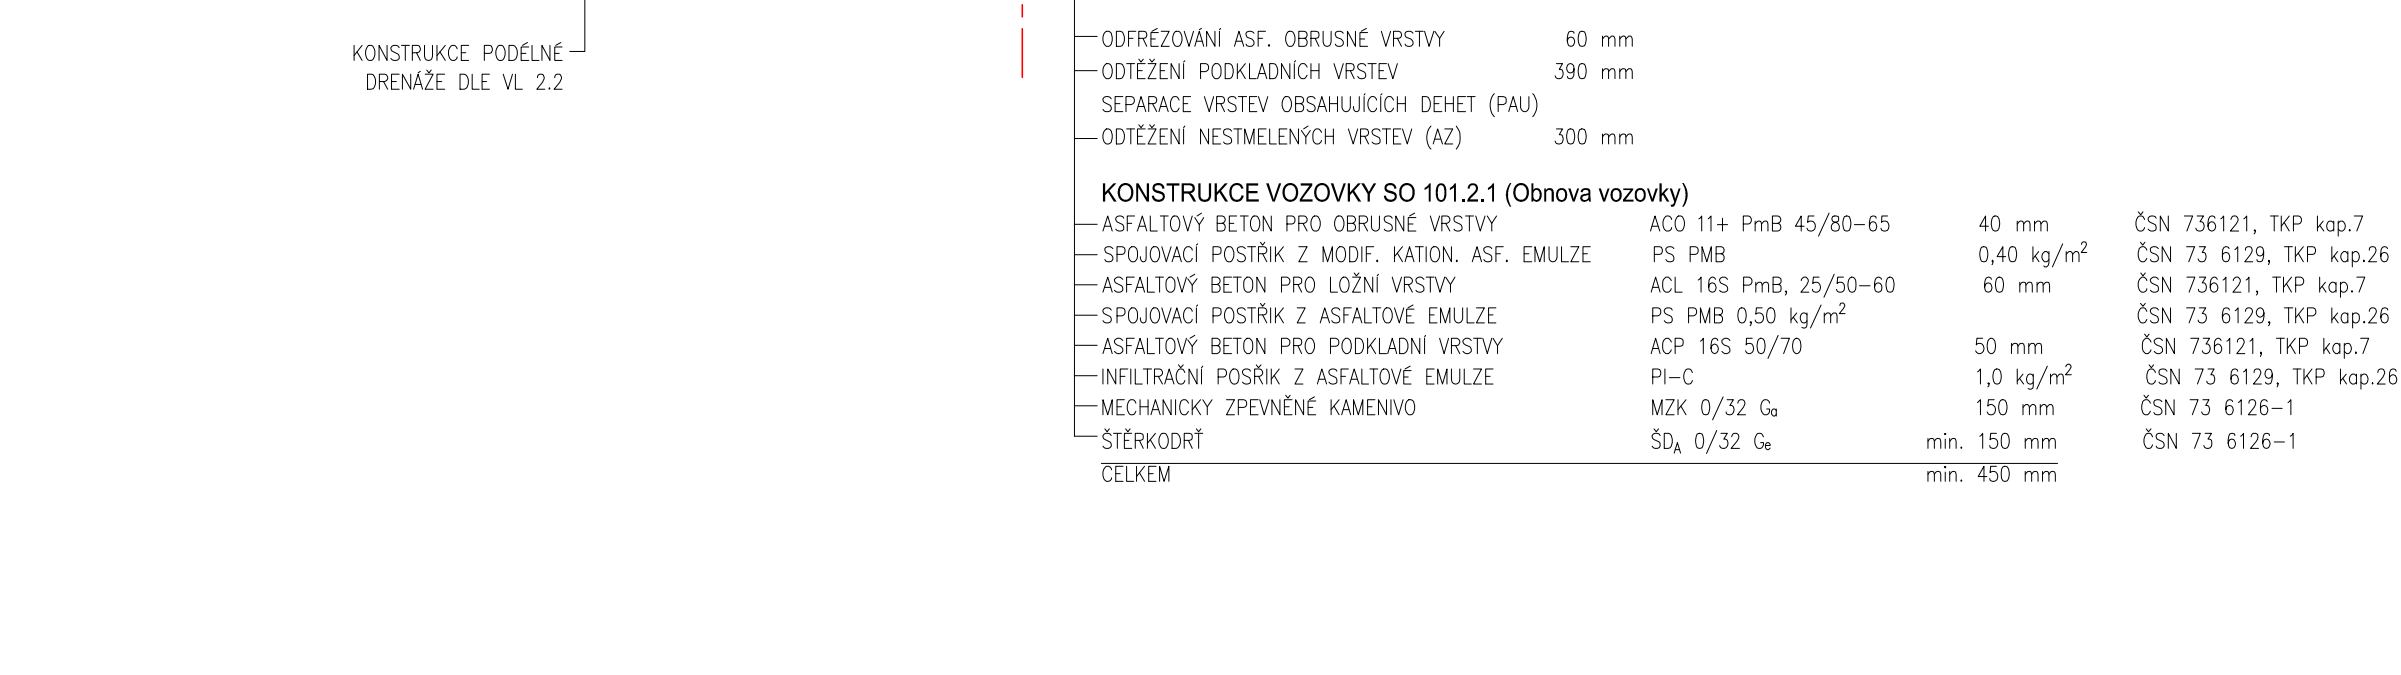 KONSTRUKCE PODÉLNÉ
DRENÁŽE DLE VL 2.2
ODFRÉZOVÁNÍ ASF. OBRUSNÉ VRSTVY 60 mm
ODTĚŽENÍ PODKLADNÍCH VRSTEV 390 mm
SEPARACE VRSTEV OBSAHUJÍCÍCH DEHET (PAU)
ODTĚŽENÍ NESTMELENÝCH VRSTEV (AZ) 300 mm
KONSTRUKCE VOZOVKY SO 101.2.1 (Obnova vozovky)
ASFALTOVÝ BETON PRO OBRUSNÉ VRSTVY ACO 11+ PmB 45/80-65 40 mm ČSN 736121, TKP kap.7
SPOJOVACÍ POSTŘIK Z MODIF. KATION. ASF. EMULZE PS PMB 0,40 kg/m² ČSN 73 6129, TKP kap.26
ASFALTOVÝ BETON PRO LOŽNÍ VRSTVY ACL 16S PmB, 25/50-60 60 mm ČSN 736121, TKP kap.7
SPOJOVACÍ POSTŘIK Z ASFALTOVÉ EMULZE PS PMB 0,50 kg/m² ČSN 73 6129, TKP kap.26
ASFALTOVÝ BETON PRO PODKLADNÍ VRSTVY ACP 16S 50/70 50 mm ČSN 736121, TKP kap.7
INFILTRAČNÍ POSŘIK Z ASFALTOVÉ EMULZE PI-C 1,0 kg/m² ČSN 73 6129, TKP kap.26
MECHANICKY ZPEVNĚNÉ KAMENIVO MZK 0/32 Ga 150 mm ČSN 73 6126-1
ŠTĚRKODRŤ ŠDA 0/32 Ge min. 150 mm ČSN 73 6126-1
CELKEM min. 450 mm